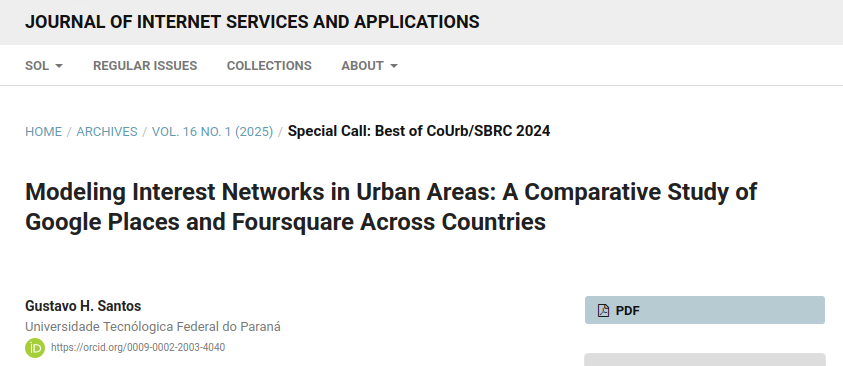 JOURNAL OF INTERNET SERVICES AND APPLICATIONS
SOL REGULAR ISSUES COLLECTIONS ABOUT
HOME / ARCHIVES / VOL. 16 NO. 1 (2025) / Special Call: Best of CoUrb/SBRC 2024
Modeling Interest Networks in Urban Areas: A Comparative Study of
Google Places and Foursquare Across Countries
Gustavo H. Santos
Universidade Tecnólogica Federal do Paraná
iD https://orcid.org/0009-0002-2003-4040
PDF